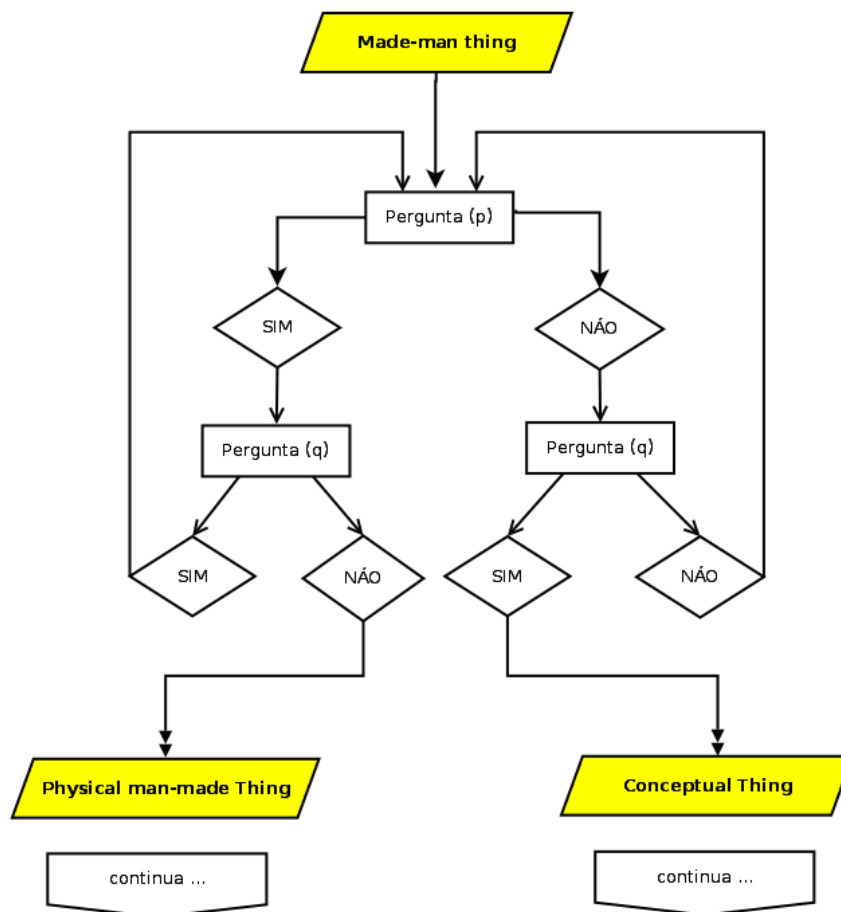 Made-man thing
Pergunta (p)
SIM
NÁO
Pergunta (q)
Pergunta (q)
SIM
NÁO
SIM
NÁO
Physical man-made Thing
Conceptual Thing
continua ...
continua ...